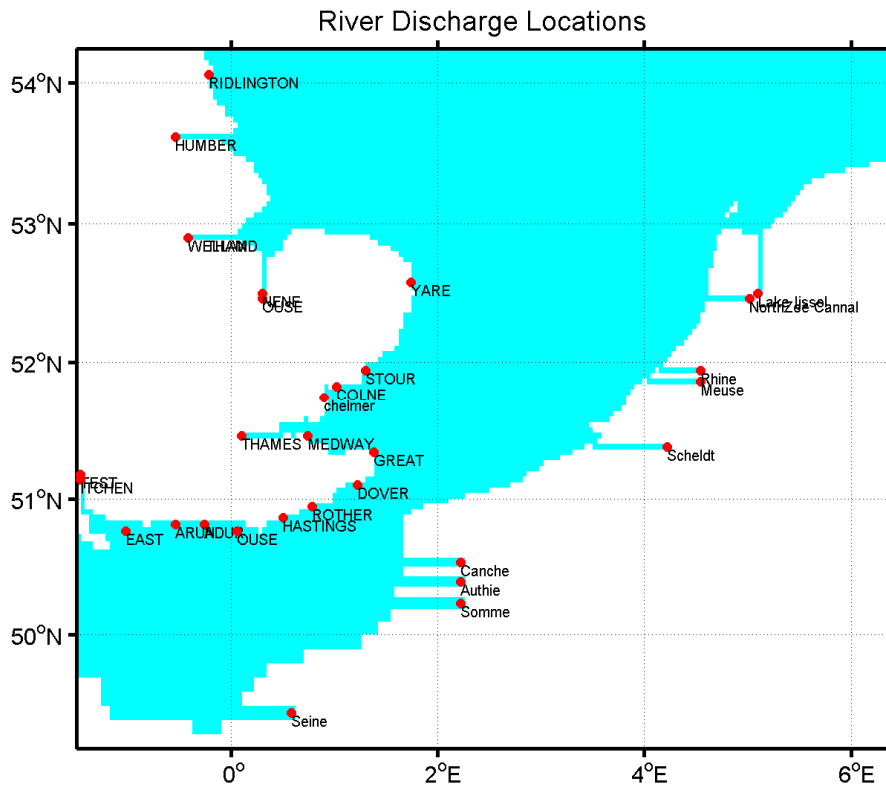 River Discharge Locations
54°N
RIDLINGTON
HUMBER
53°N
WELLAND
NENE
OUSE
YARE
Lake Ijssel
NorthZee Cannal
52°N
STOUR
COLNE
chelmer
Rhine
Meuse
THAMES
MEDWAY
GREAT
Scheldt
TEST
ITCHEN
51°N
DOVER
ROTHER
HASTINGS
EAST
ARUN
ADUR
OUSE
Canche
Authie
Somme
50°N
Seine
0°
2°E
4°E
6°E